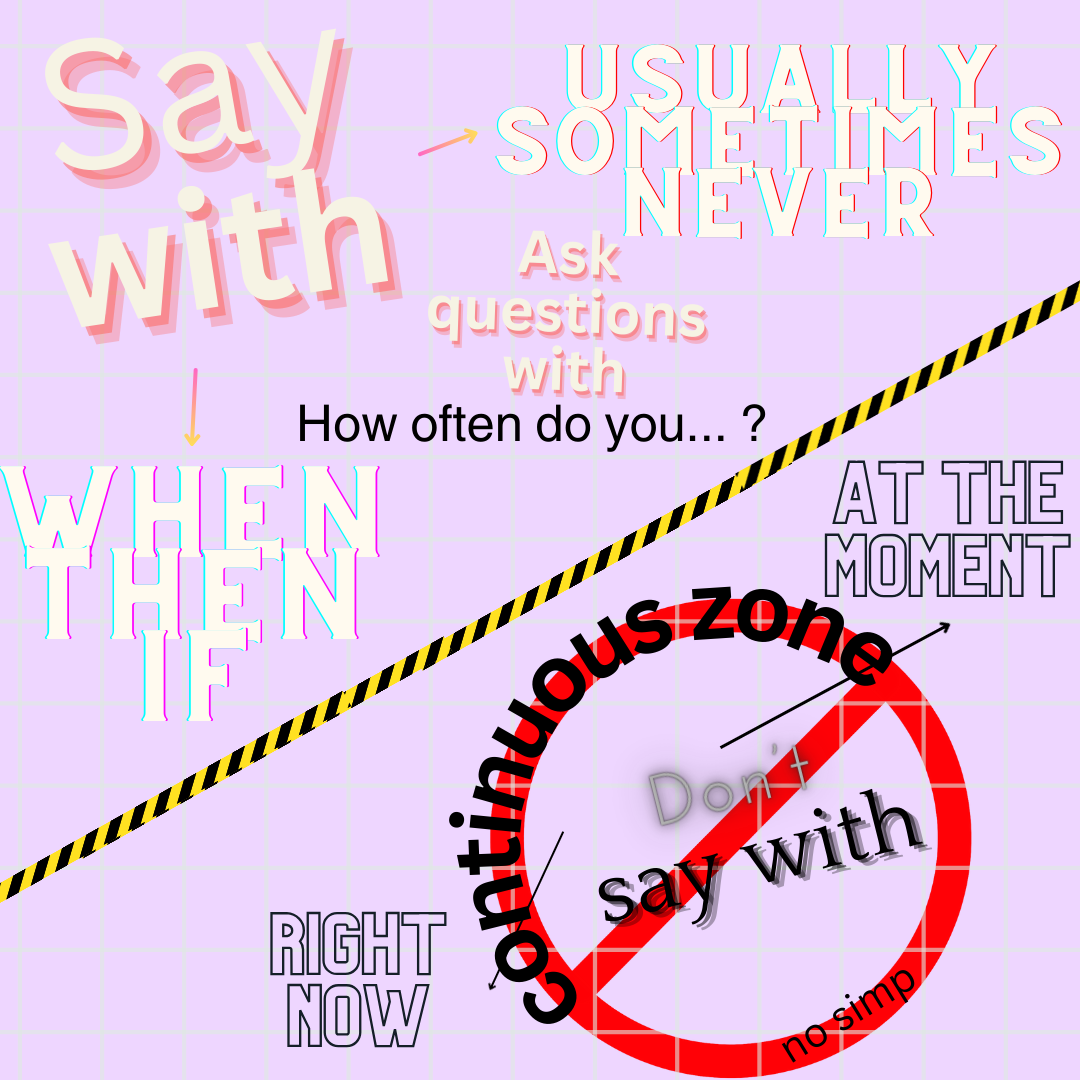 Say
with
USUALLY
SOMETIMES
NEVER
Ask
questions
with
How often do you... ?
WHEN
THEN
IF
AT THE
MOMENT
continuous zone
Don't
say with
RIGHT
NOW
no simp